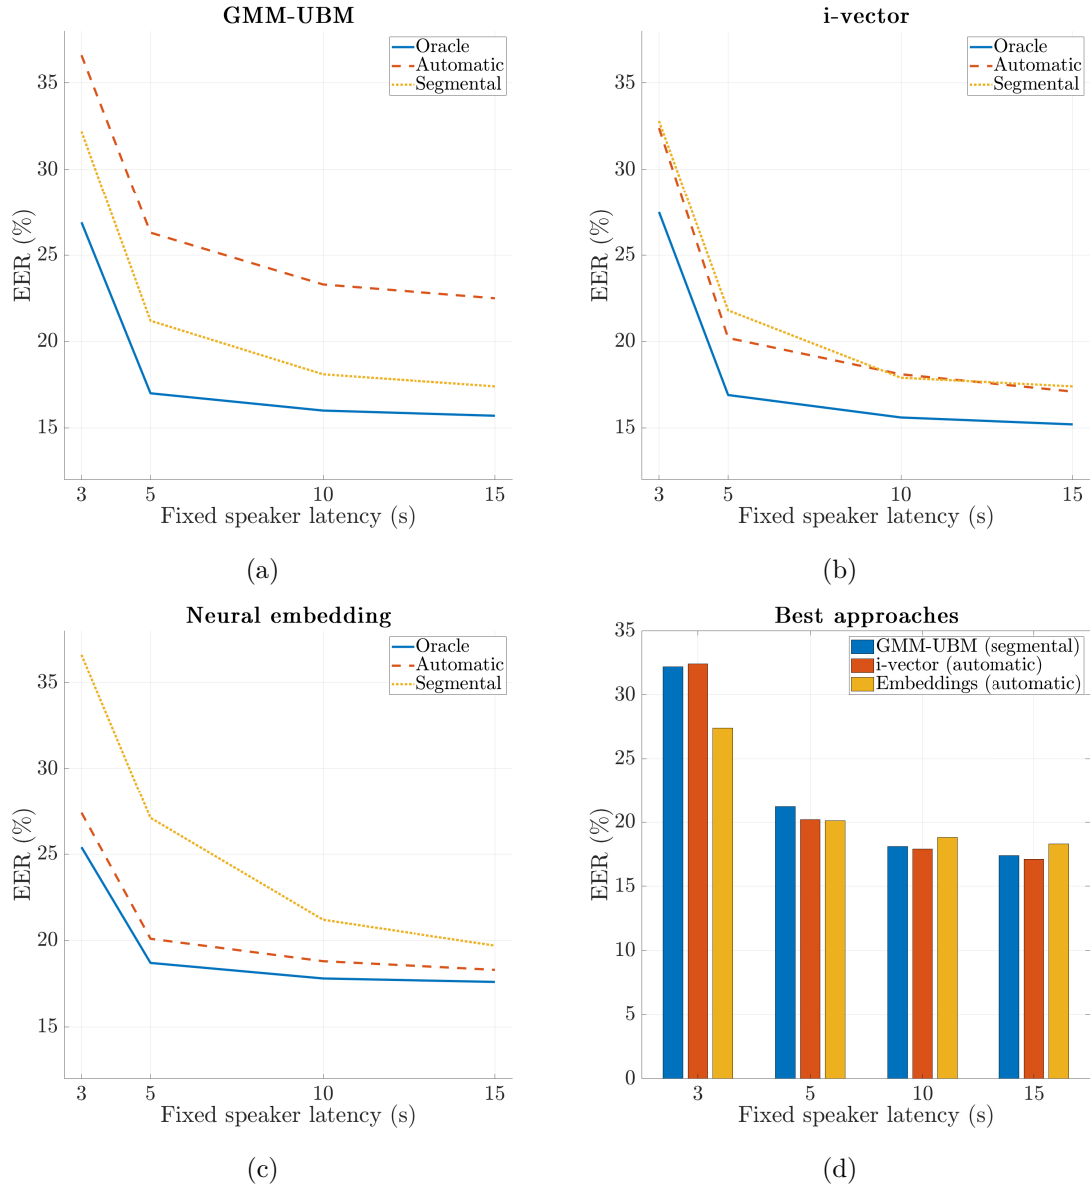 GMM-UBM
Oracle
Automatic
Segmental
35
30
25
20
15
EER (%)
3 5 10 15
Fixed speaker latency (s)
(a)
i-vector
Oracle
Automatic
Segmental
35
30
25
20
15
EER (%)
3 5 10 15
Fixed speaker latency (s)
(b)
Neural embedding
Oracle
Automatic
Segmental
35
30
25
20
15
EER (%)
3 5 10 15
Fixed speaker latency (s)
(c)
Best approaches
GMM-UBM (segmental)
i-vector (automatic)
Embeddings (automatic)
35
30
25
20
15
10
5
0
EER (%)
3 5 10 15
Fixed speaker latency (s)
(d)